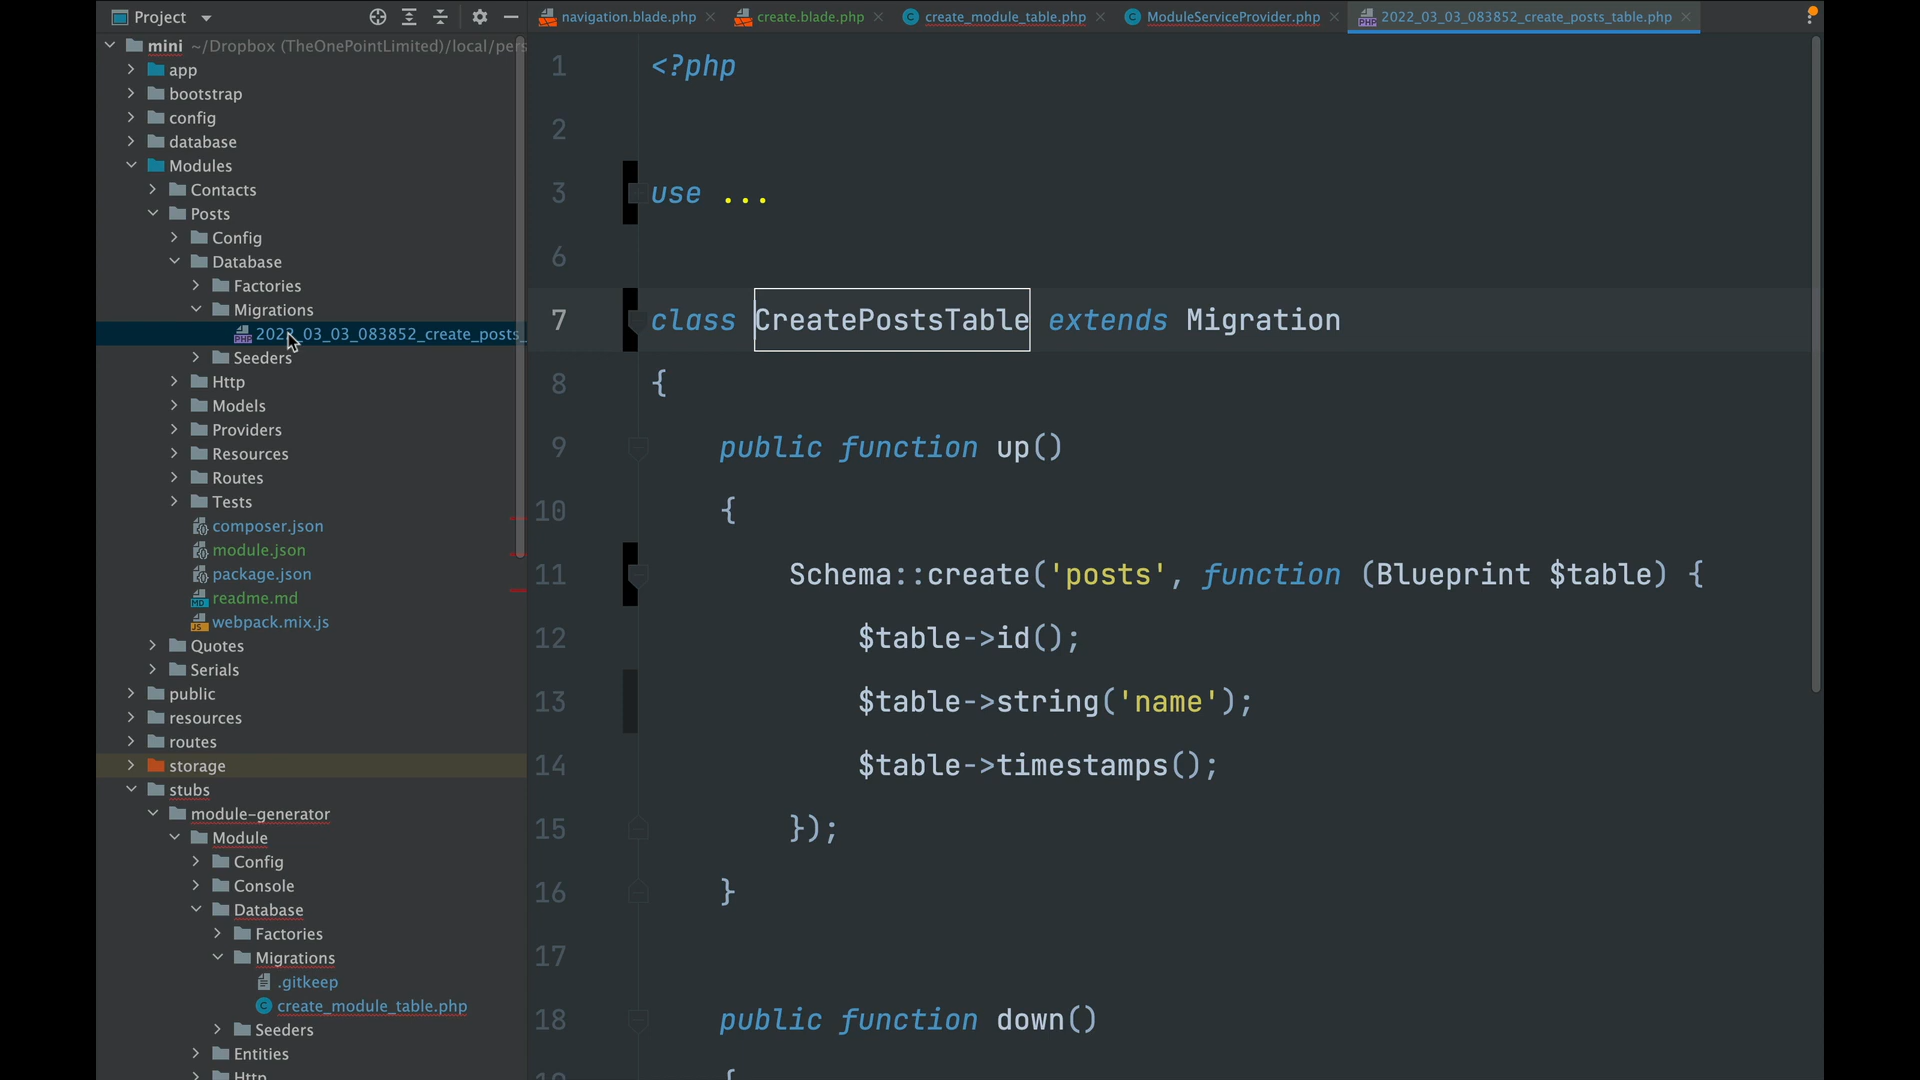 Project
navigation.blade.php
create.blade.php
create_module_table.php
ModuleServiceProvider.php
2022_03_03_083852_create_posts_table.php
mini ~/Dropbox (TheOnePointLimited)/local/pers
app
bootstrap
config
database
Modules
Contacts
Posts
Config
Database
Factories
Migrations
2022_03_03_083852_create_posts_
Seeders
Http
Models
Providers
Resources
Routes
Tests
composer.json
module.json
package.json
readme.md
webpack.mix.js
Quotes
Serials
public
resources
routes
storage
stubs
module-generator
Module
Config
Console
Database
Factories
Migrations
.gitkeep
create_module_table.php
Seeders
Entities
Http
1 <?php
2
3 use ...
6
7 class CreatePostsTable extends Migration
8 {
9 public function up()
10 {
11 Schema::create('posts', function (Blueprint $table) {
12 $table->id();
13 $table->string('name');
14 $table->timestamps();
15 });
16 }
17
18 public function down()
19 {